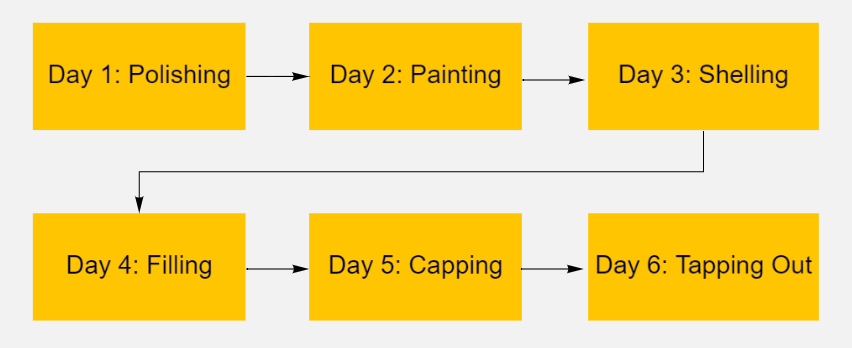 Day 1: Polishing
Day 2: Painting
Day 3: Shelling
Day 4: Filling
Day 5: Capping
Day 6: Tapping Out